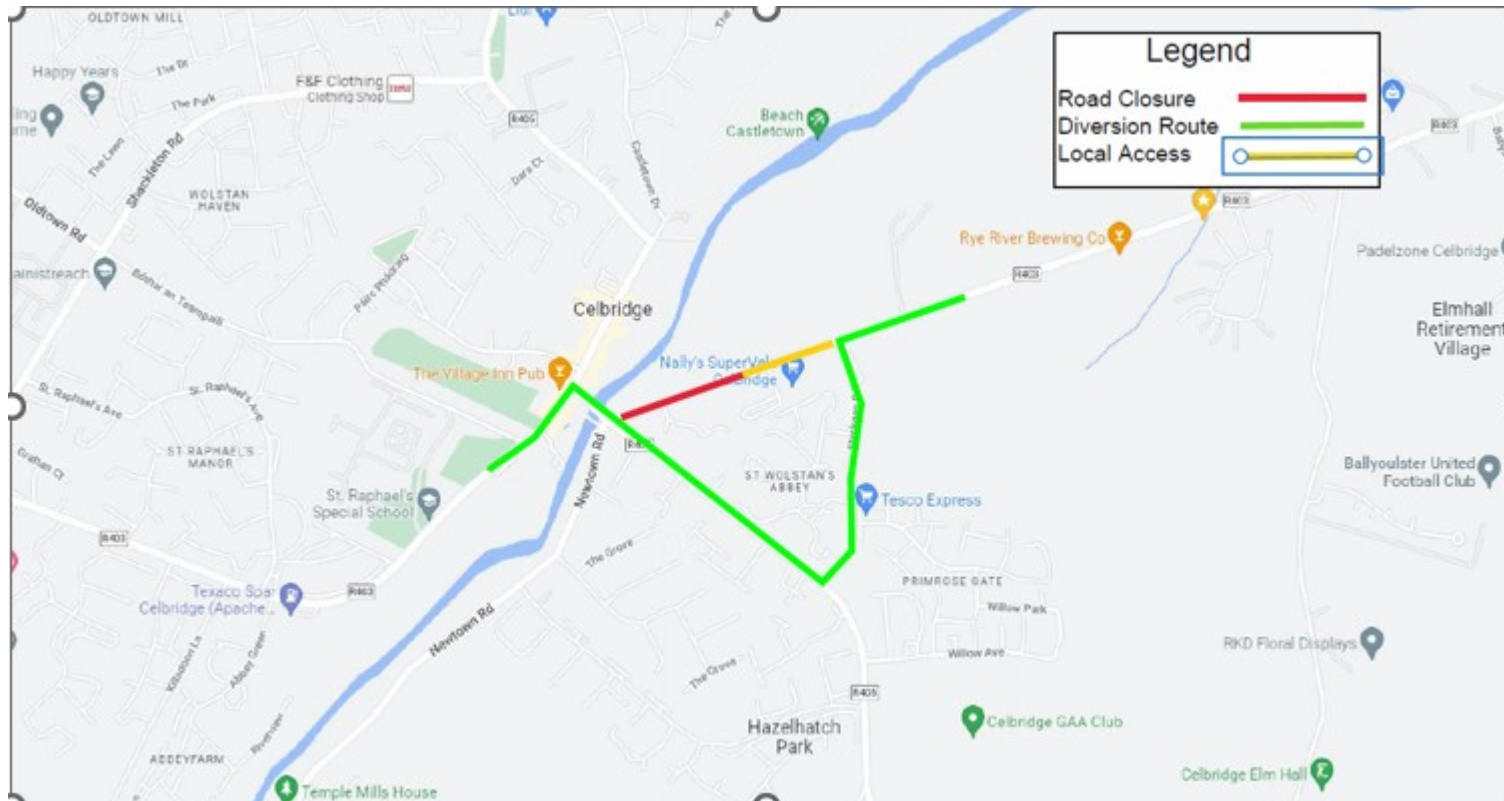 OLDTOWN MILL
Lidl
The
Legend
Road Closure
Diversion Route
Local Access
Happy Years
The Dr
The Park
F&F Clothing
Clothing Shop
R405
Beach
Castletown
R403
The Lawn
Shackleton Rd
WOLSTAN
HAVEN
Dara Ct
Castletown Dr
Oldtown Rd
R403
Rye River Brewing Co
Padelzone Celbridge
ainistreach
Bóthar an Teampaill
R403
Celbridge
Elmhall
Retirement
Village
The Village Inn Pub
Nally's SuperVal
St. Raphael's Ave
St. Raphael's Ave
ST RAPHAEL'S
MANOR
Newtown Rd
ST WOLSTAN'S
ABBEY
Ballyoulster United
Football Club
St. Raphael's
Special School
Tesco Express
R403
The Grove
PRIMROSE GATE
Texaco Spar
Celbridge (Apache...
R403
Willow Park
Newtown Rd
Abbey Green
RKD Floral Displays
Willow Ave
The Grove
R405
Hazelhatch
Park
Celbridge GAA Club
ABBEYFARM
Celbridge Elm Hall
Temple Mills House